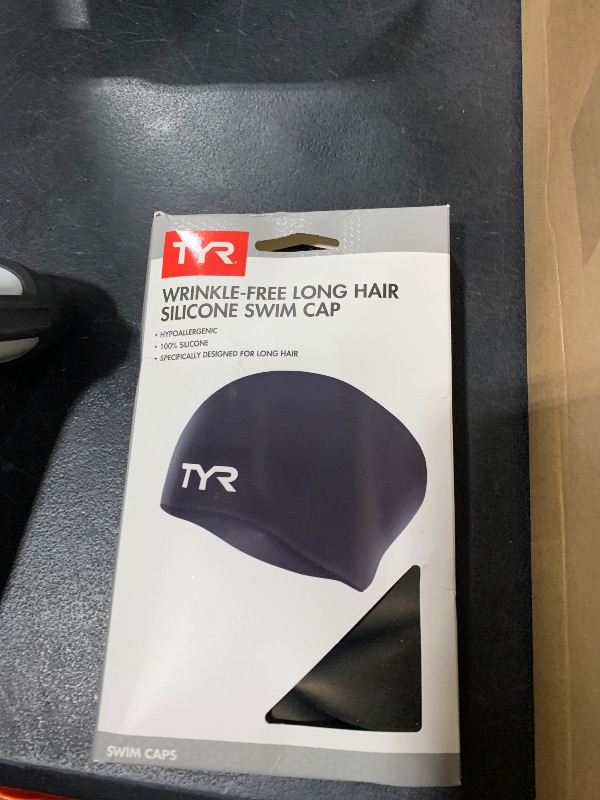 TYR
WRINKLE-FREE LONG HAIR
SILICONE SWIM CAP
• HYPOALLERGENIC
• 100% SILICONE
• SPECIFICALLY DESIGNED FOR LONG HAIR
TYR
SWIM CAPS